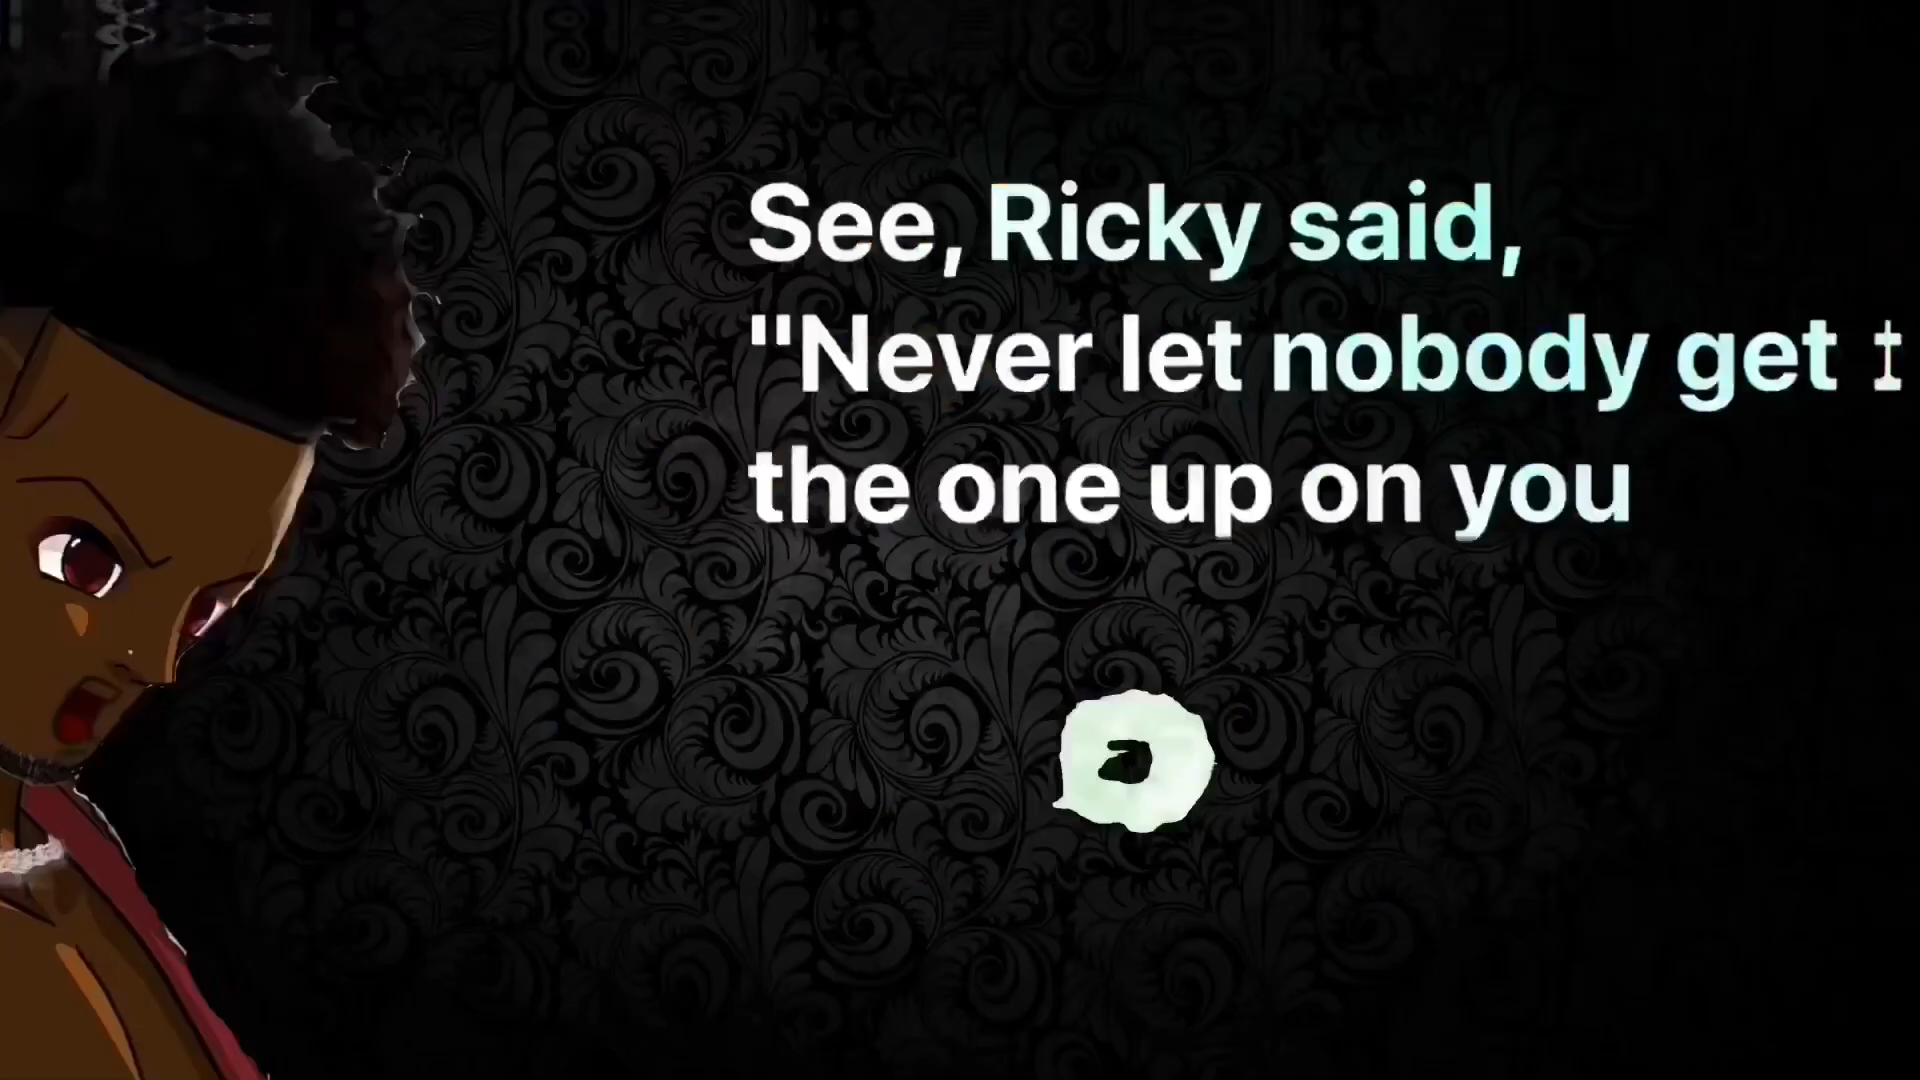 See, Ricky said,
"Never let nobody get
the one up on you